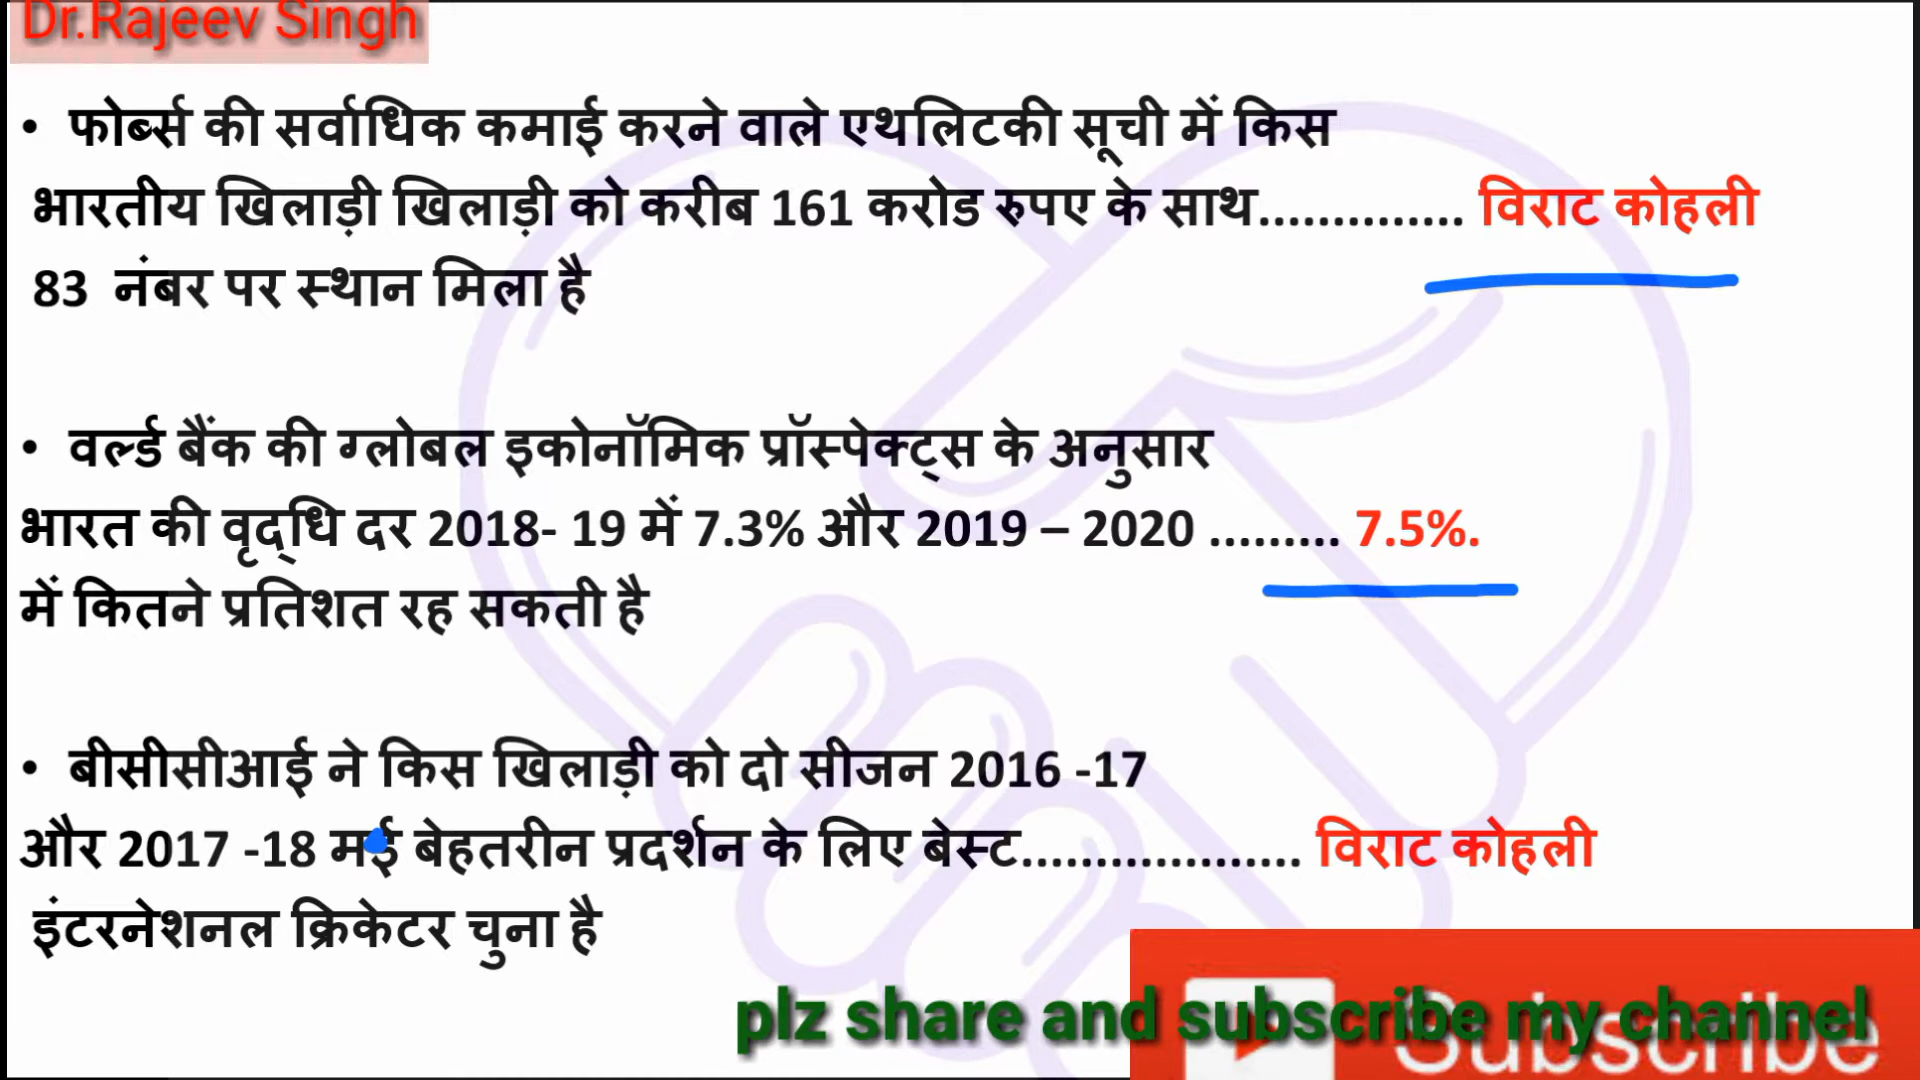 Dr.Rajeev Singh
• फोर्ब्स की सर्वाधिक कमाई करने वाले एथलिटकी सूची में किस
भारतीय खिलाड़ी खिलाड़ी को करीब 161 करोड रुपए के साथ.............. विराट कोहली
83 नंबर पर स्थान मिला है
• वर्ल्ड बैंक की ग्लोबल इकोनॉमिक प्रॉस्पेक्ट्स के अनुसार
भारत की वृद्धि दर 2018- 19 में 7.3% और 2019 – 2020 ......... 7.5%.
में कितने प्रतिशत रह सकती है
• बीसीसीआई ने किस खिलाड़ी को दो सीजन 2016 -17
और 2017 -18 मई बेहतरीन प्रदर्शन के लिए बेस्ट................... विराट कोहली
इंटरनेशनल क्रिकेटर चुना है
plz share and subscribe my channel
Subscribe